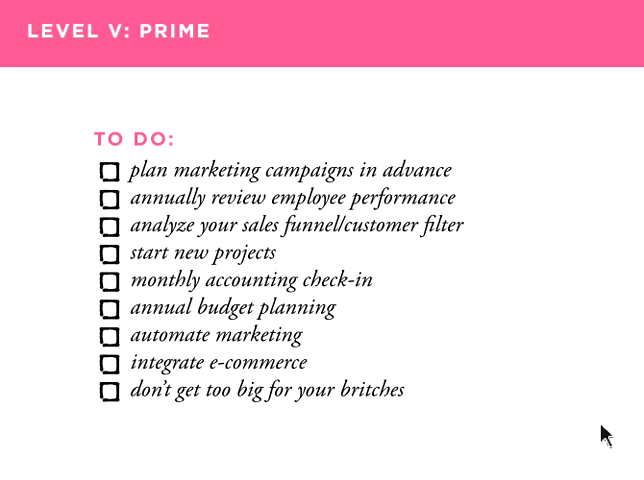 LEVEL V: PRIME
TO DO:
plan marketing campaigns in advance
annually review employee performance
analyze your sales funnel/customer filter
start new projects
monthly accounting check-in
annual budget planning
automate marketing
integrate e-commerce
don't get too big for your britches